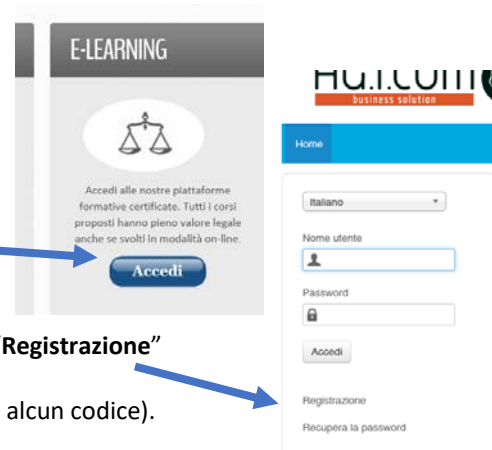 E-LEARNING
Accedi alle nostre piattaforme
formative certificate. Tutti i corsi
proposti hanno pieno valore legale
anche se svolti in modalità on-line.
Accedi
business solution
Home
Italiano
Nome utente
Password
Accedi
Registrazione
Recupera la password
Registrazione”
alcun codice).